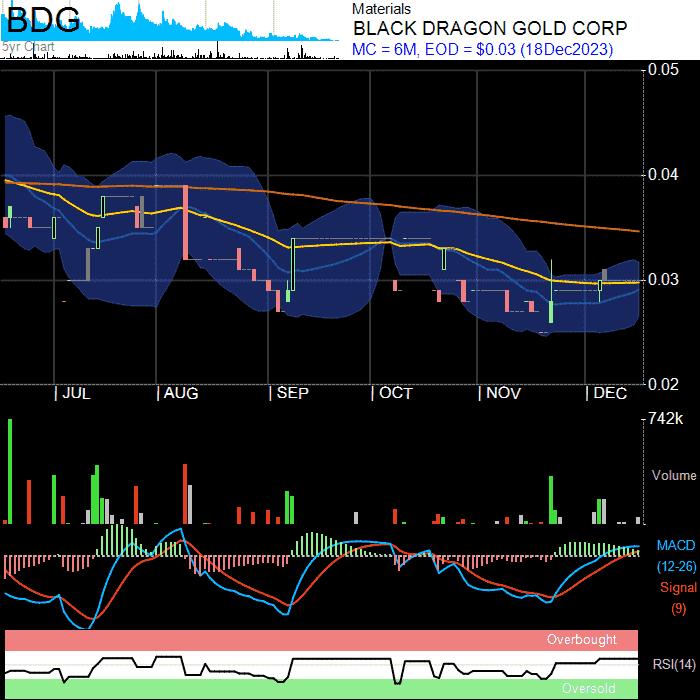 BDG
5yr Chart
Materials
BLACK DRAGON GOLD CORP
MC = 6M, EOD = $0.03 (18Dec2023)
0.05
0.04
0.03
0.02
JUL
AUG
SEP
OCT
NOV
DEC
742k
Volume
MACD
(12-26)
Signal
(9)
Overbought
RSI(14)
Oversold